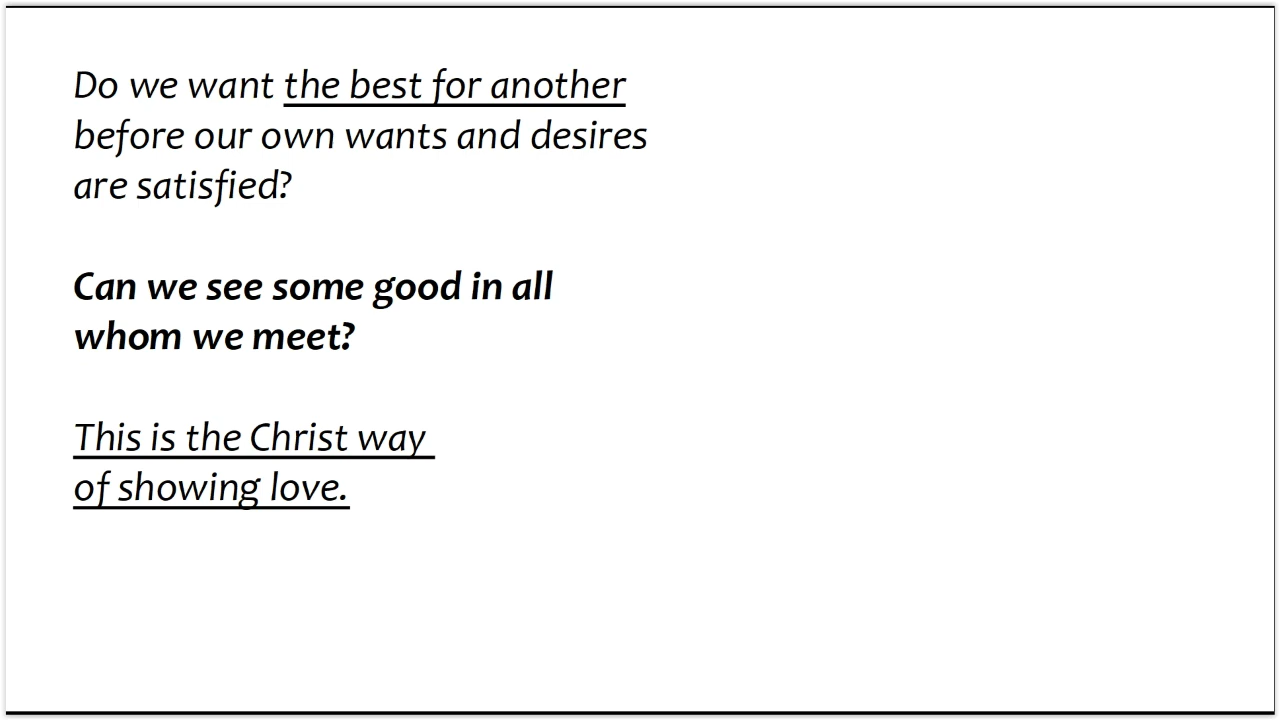 Do we want the best for another
before our own wants and desires
are satisfied?
Can we see some good in all
whom we meet?
This is the Christ way
of showing love.